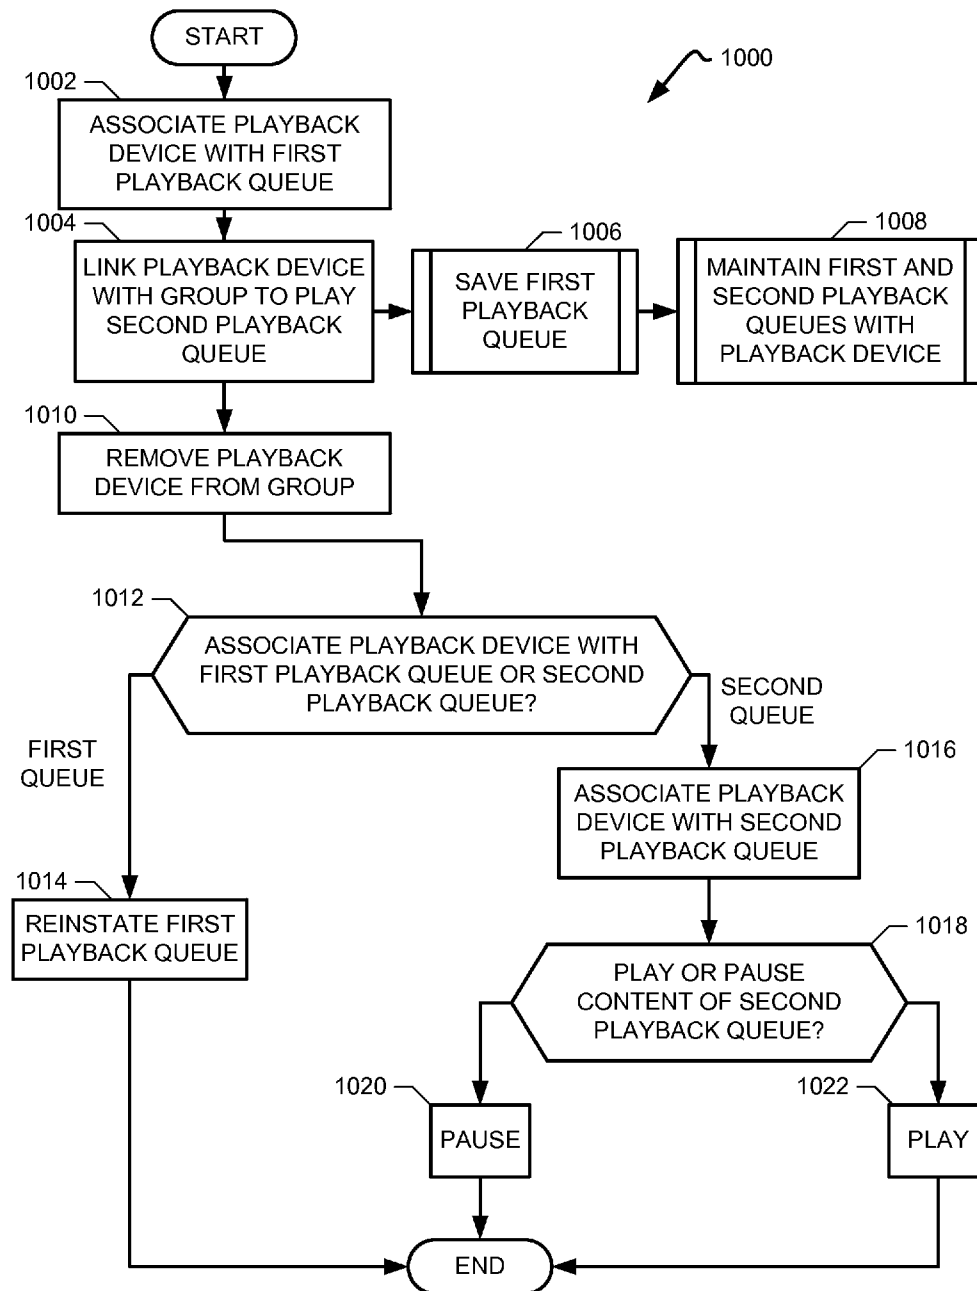 START
1000
1002
ASSOCIATE PLAYBACK
DEVICE WITH FIRST
PLAYBACK QUEUE
1004
LINK PLAYBACK DEVICE
WITH GROUP TO PLAY
SECOND PLAYBACK
QUEUE
1006
SAVE FIRST
PLAYBACK
QUEUE
1008
MAINTAIN FIRST AND
SECOND PLAYBACK
QUEUES WITH
PLAYBACK DEVICE
1010
REMOVE PLAYBACK
DEVICE FROM GROUP
1012
ASSOCIATE PLAYBACK DEVICE WITH
FIRST PLAYBACK QUEUE OR SECOND
PLAYBACK QUEUE?
FIRST
QUEUE
SECOND
QUEUE
1014
REINSTATE FIRST
PLAYBACK QUEUE
1016
ASSOCIATE PLAYBACK
DEVICE WITH SECOND
PLAYBACK QUEUE
1018
PLAY OR PAUSE
CONTENT OF SECOND
PLAYBACK QUEUE?
1020
PAUSE
1022
PLAY
END